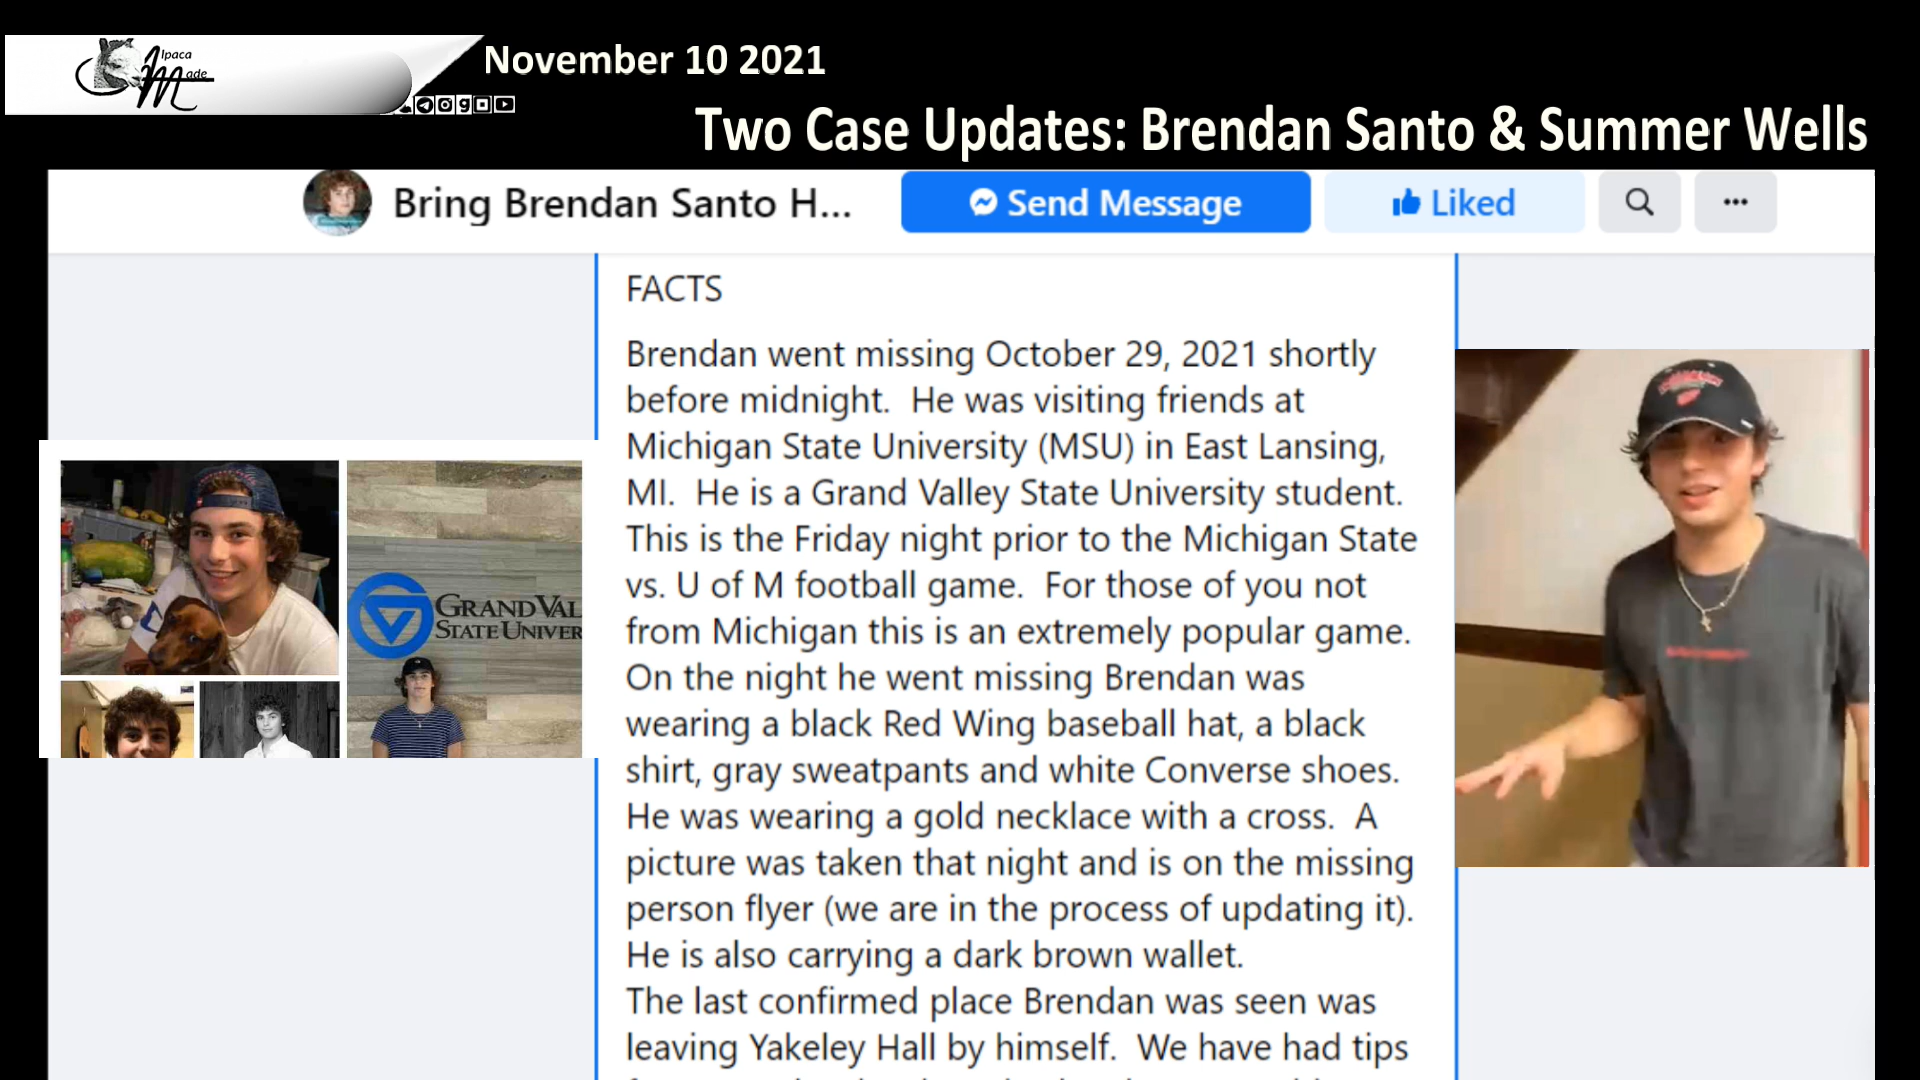 Alpaca
Made
November 10 2021
Two Case Updates: Brendan Santo & Summer Wells
Bring Brendan Santo H...
Send Message
Liked
FACTS
Brendan went missing October 29, 2021 shortly
before midnight. He was visiting friends at
Michigan State University (MSU) in East Lansing,
MI. He is a Grand Valley State University student.
This is the Friday night prior to the Michigan State
vs. U of M football game. For those of you not
from Michigan this is an extremely popular game.
On the night he went missing Brendan was
wearing a black Red Wing baseball hat, a black
shirt, gray sweatpants and white Converse shoes.
He was wearing a gold necklace with a cross. A
picture was taken that night and is on the missing
person flyer (we are in the process of updating it).
He is also carrying a dark brown wallet.
The last confirmed place Brendan was seen was
leaving Yakeley Hall by himself. We have had tips
GRAND VAL
STATE UNIVER